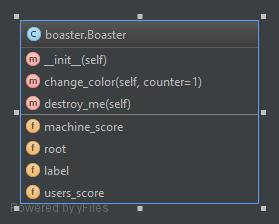 C boaster.Boaster
m __init__(self)
m change_color(self, counter=1)
m destroy_me(self)
f machine_score
f root
f label
f users_score
Powered by yFiles